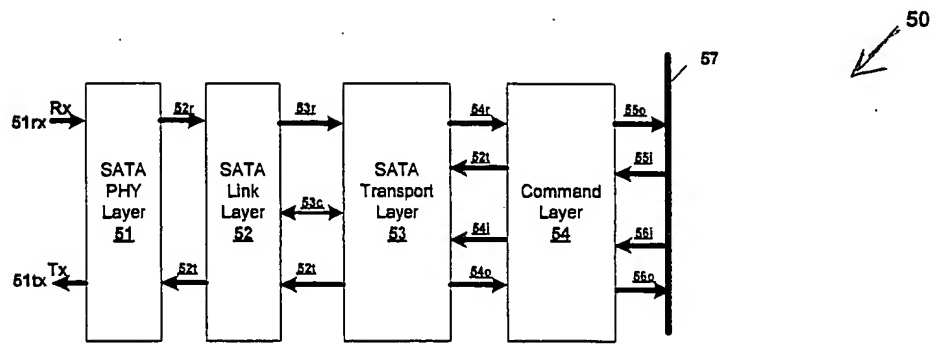 50
57
Rx
51rx
52r
53r
54r
55o
52t
55i
SATA
PHY
Layer
51
SATA
Link
Layer
52
53c
SATA
Transport
Layer
53
Command
Layer
54
54i
56i
Tx
51tx
52t
52t
54o
56o